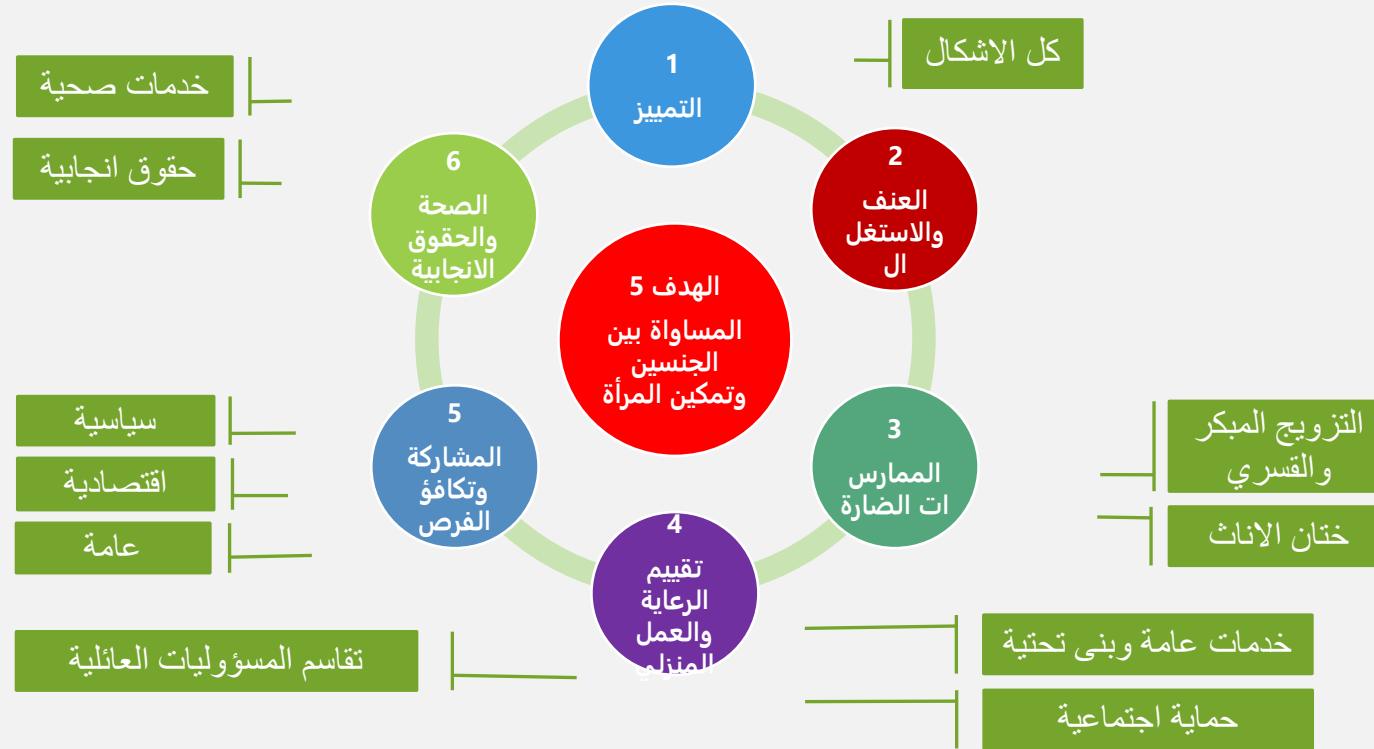 الهدف 5
المساواة بين
الجنسين
وتمكين المرأة
1
التمييز
كل الاشكال
2
العنف
والاستغل
ال
3
الممارس
ات الضارة
التزويج المبكر
والقسري
ختان الاناث
4
تقييم
الرعاية
والعمل
المنزلي
خدمات عامة وبنى تحتية
حماية اجتماعية
تقاسم المسؤوليات العائلية
5
المشاركة
وتكافؤ
الفرص
سياسية
اقتصادية
عامة
6
الصحة
والحقوق
الانجابية
خدمات صحية
حقوق انجابية